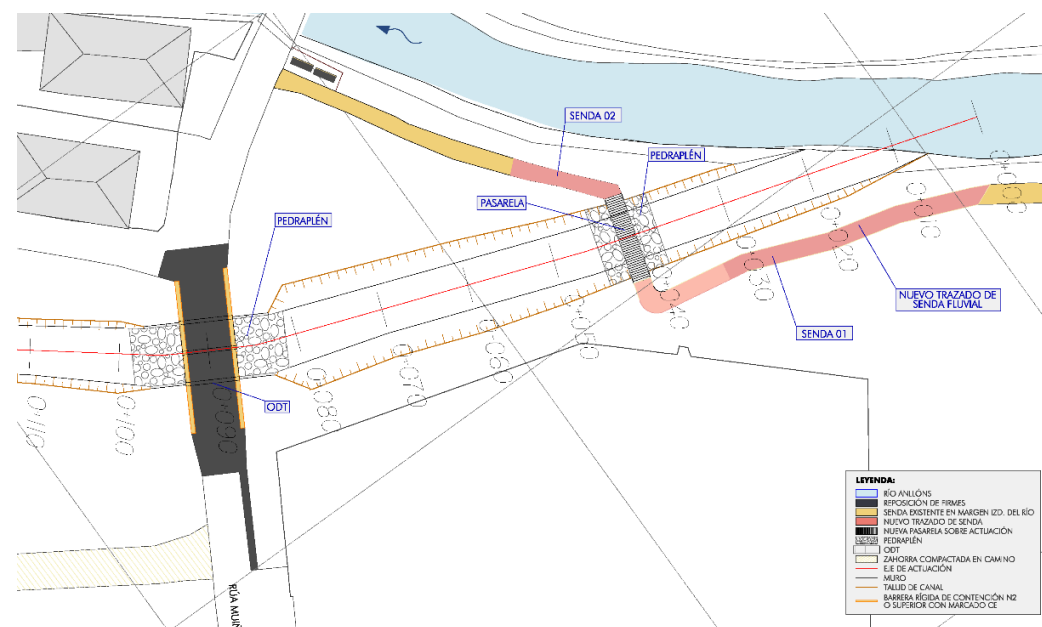 SENDA 02
PEDRAPLÉN
PASARELA
PEDRAPLÉN
0+000
0+010
0+020
0+030
0+040
0+050
0+060
0+070
0+080
0+090
0+100
0+110
NUEVO TRAZADO DE
SENDA FLUVIAL
SENDA 01
ODT
RÚA MUIÑ
LEYENDA:
RÍO ANLLÓNS
REPOSICIÓN DE FIRMES
SENDA EXISTENTE EN MARGEN IZD. DEL RÍO
NUEVO TRAZADO DE SENDA
NUEVA PASARELA SOBRE ACTUACIÓN
PEDRAPLÉN
ODT
ZAHORRA COMPACTADA EN CAMINO
EJE DE ACTUACIÓN
MURO
TALUD DE CANAL
BARRERA RÍGIDA DE CONTENCIÓN N2
O SUPERIOR CON MARCADO CE